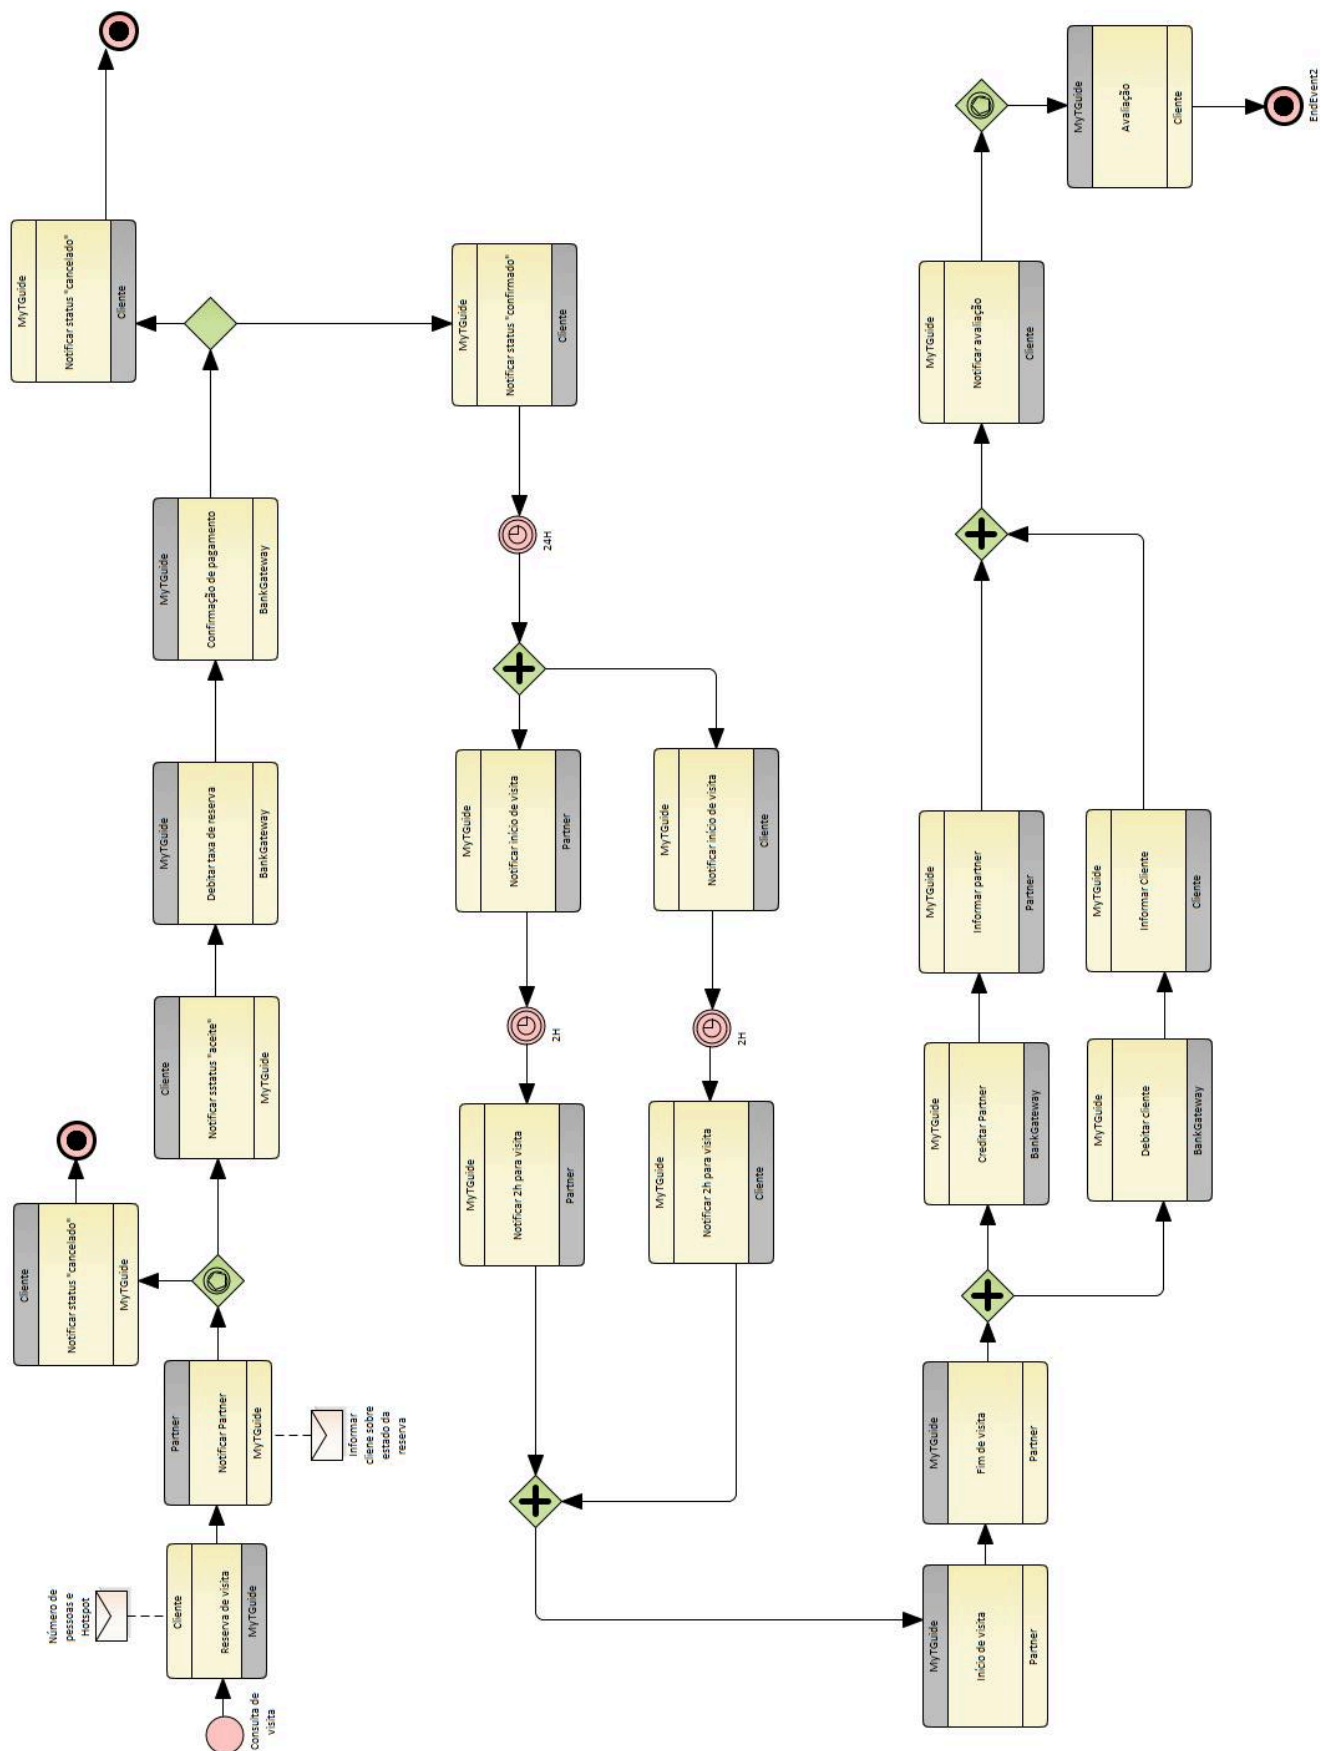 Consulta de
visita
Número de
pessoas e
Hotspot
Cliente
Reserva de visita
MyTGuide
Partner
Notificar Partner
MyTGuide
Informar
cliene sobre
estado da
reserva
Cliente
Notificar status "cancelado"
MyTGuide
Cliente
Notificar sstatus "aceite"
MyTGuide
MyTGuide
Debitar taxa de reserva
BankGateway
MyTGuide
Confirmação de pagamento
BankGateway
MyTGuide
Notificar status "cancelado"
Cliente
MyTGuide
Notificar status "confirmado"
Cliente
24H
MyTGuide
Notificar início de visita
Partner
MyTGuide
Notificar início de visita
Cliente
2H
2H
MyTGuide
Notificar 2h para visita
Partner
MyTGuide
Notificar 2h para visita
Cliente
MyTGuide
Início de visita
Partner
MyTGuide
Fim de visita
Partner
MyTGuide
Creditar Partner
BankGateway
MyTGuide
Debitar cliente
BankGateway
MyTGuide
Informar partner
Partner
MyTGuide
Informar Cliente
Cliente
MyTGuide
Notificar avaliação
Cliente
MyTGuide
Avaliação
Cliente
EndEvent2